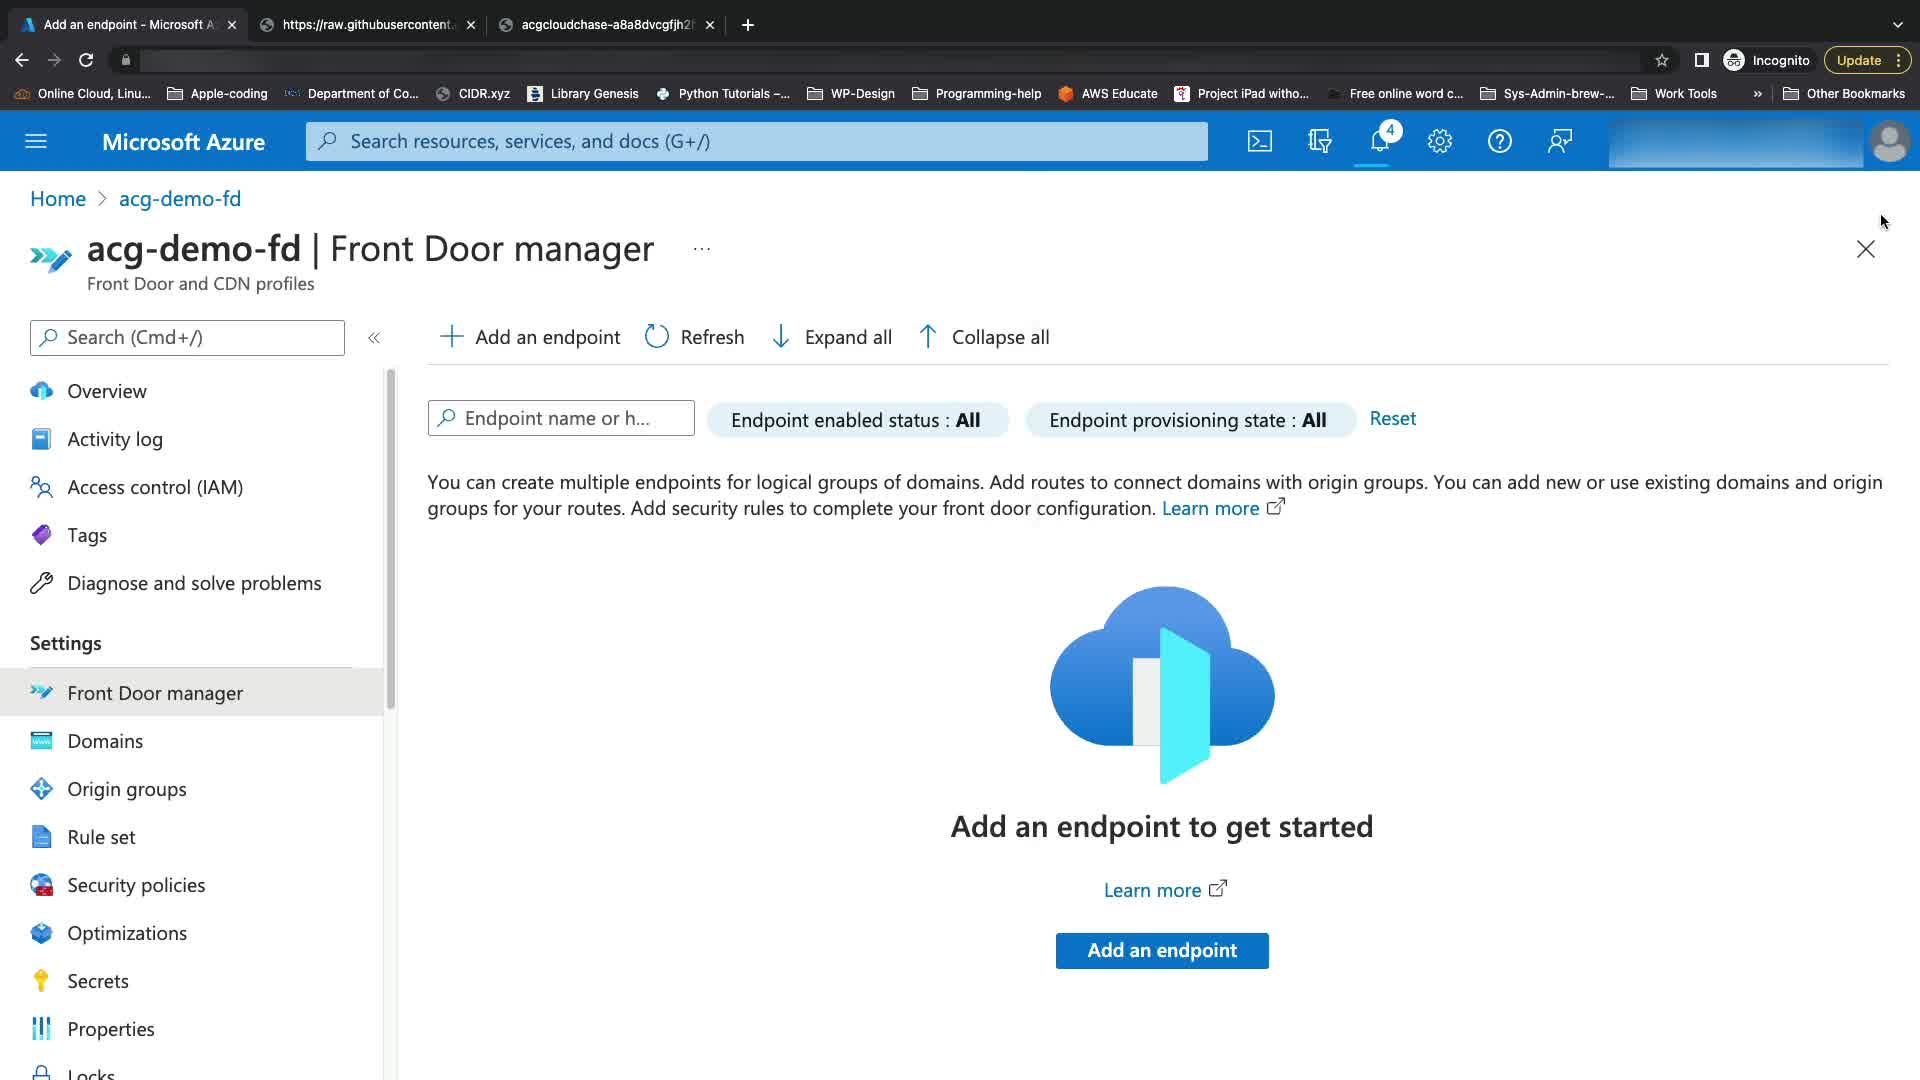 Add an endpoint - Microsoft A
https://raw.githubusercontent.
acgcloudchase-a8a8dvcgfjh2
Incognito
Update
Online Cloud, Linu...
Apple-coding
Department of Co...
CIDR.xyz
Library Genesis
Python Tutorials –...
WP-Design
Programming-help
AWS Educate
Project iPad witho...
Free online word c...
Sys-Admin-brew-...
Work Tools
»
Other Bookmarks
Microsoft Azure
Search resources, services, and docs (G+/)
4
Home > acg-demo-fd
acg-demo-fd | Front Door manager ...
Front Door and CDN profiles
Search (Cmd+/)
«
Add an endpoint
Refresh
Expand all
Collapse all
Overview
Activity log
Access control (IAM)
Tags
Diagnose and solve problems
Settings
Front Door manager
Domains
Origin groups
Rule set
Security policies
Optimizations
Secrets
Properties
Locks
Endpoint name or h...
Endpoint enabled status : All
Endpoint provisioning state : All
Reset
You can create multiple endpoints for logical groups of domains. Add routes to connect domains with origin groups. You can add new or use existing domains and origin
groups for your routes. Add security rules to complete your front door configuration. Learn more
Add an endpoint to get started
Learn more
Add an endpoint